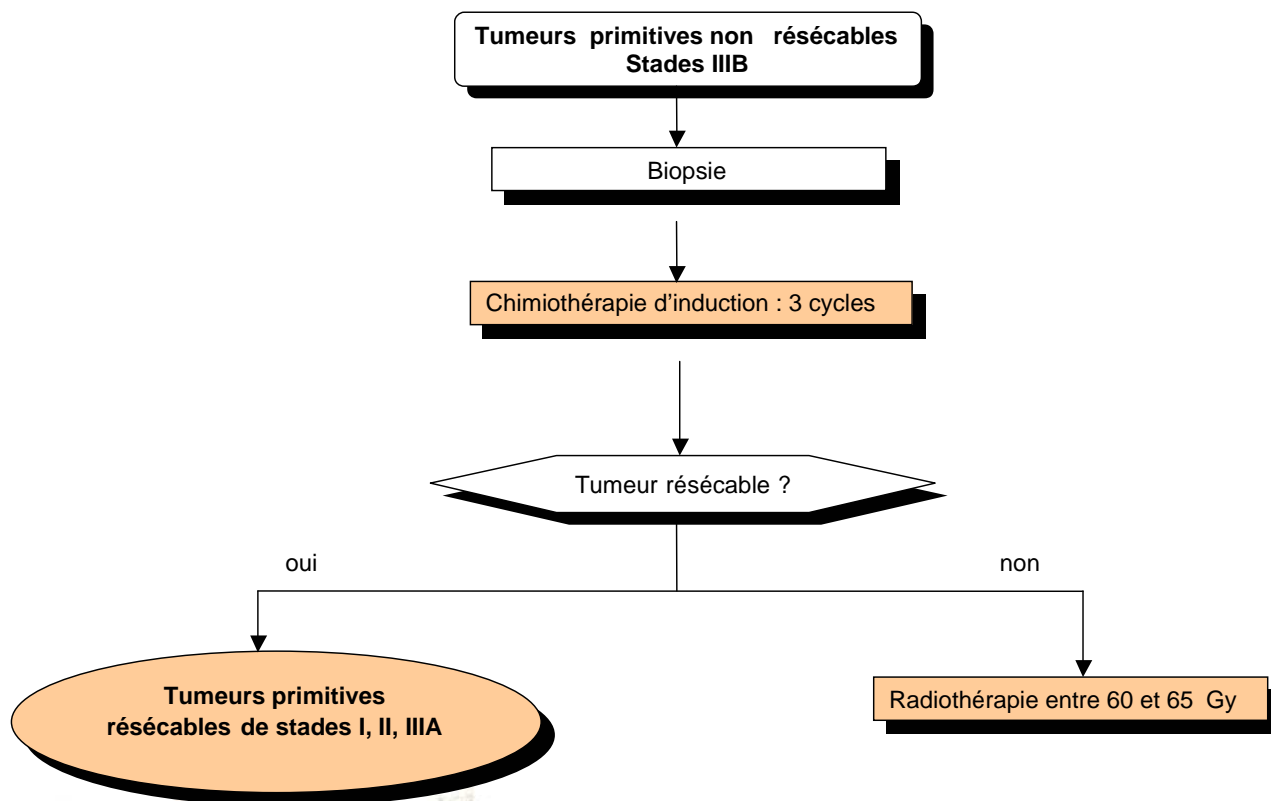 Tumeurs primitives non résécables
Stades IIIB
Biopsie
Chimiothérapie d'induction : 3 cycles
Tumeur résécable ?
oui
non
Tumeurs primitives
résécables de stades I, II, IIIA
Radiothérapie entre 60 et 65 Gy